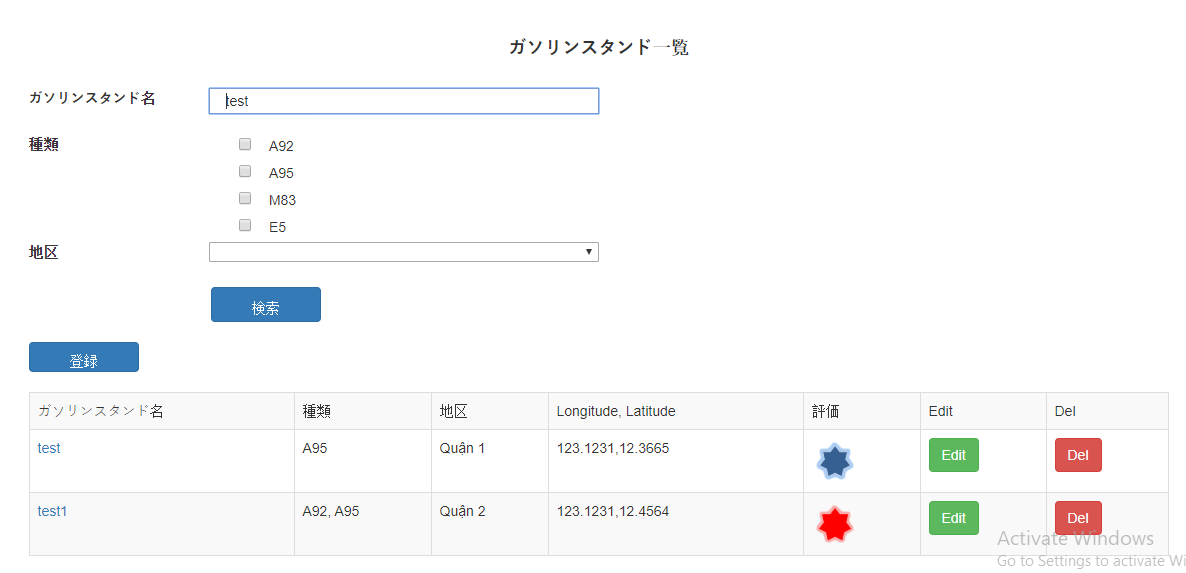 ガソリンスタンド一覧
ガソリンスタンド名 test
種類 A92
A95
M83
E5
地区
検索
登録
ガソリンスタンド名 種類 地区 Longitude, Latitude 評価 Edit Del
test A95 Quận 1 123.1231,12.3665 Edit Del
test1 A92, A95 Quận 2 123.1231,12.4564 Edit Del
Activate Windows
Go to Settings to activate Wi